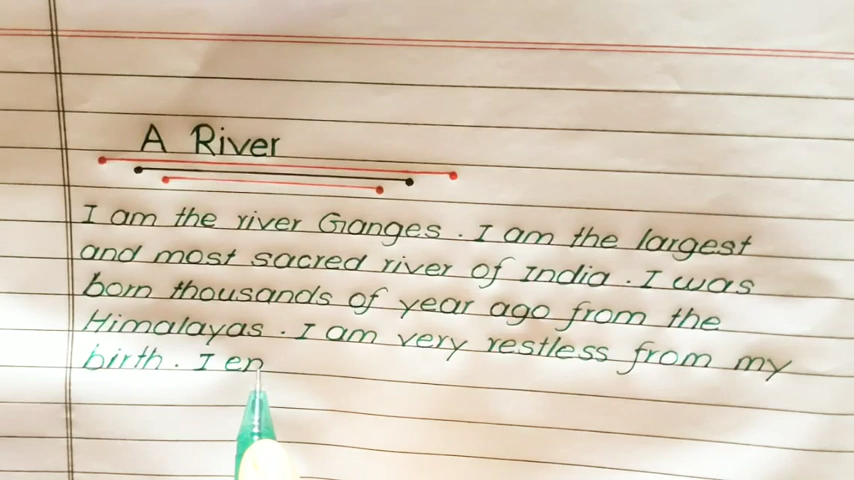 A River
I am the river Ganges. I am the largest
and most sacred river of India. I was
born thousands of year ago from the
Himalayas. I am very restless from my
birth. I en